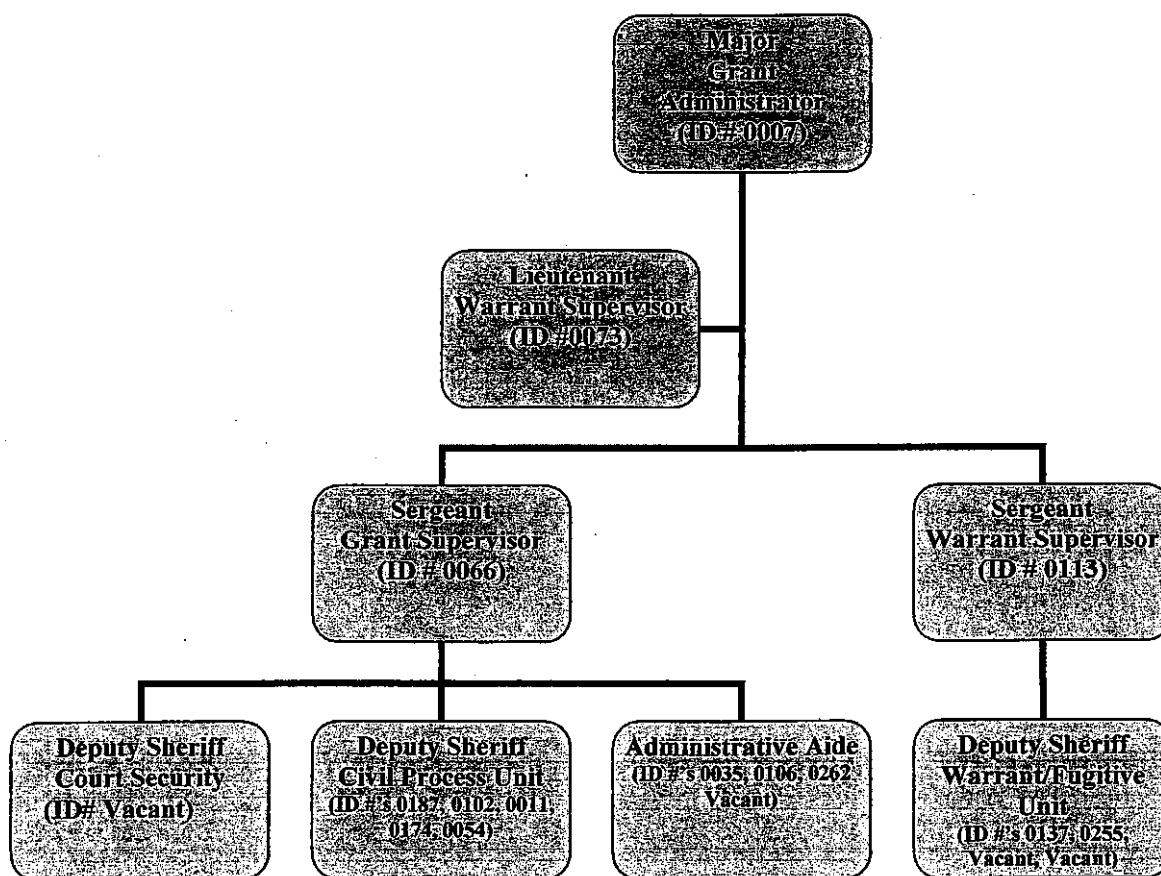 Major
Grant
Administrator
(ID # 0007)
Lieutenant
Warrant Supervisor
(ID #0073)
Sergeant
Grant Supervisor
(ID # 0066)
Sergeant
Warrant Supervisor
(ID # 0113)
Deputy Sheriff
Court Security
(ID# Vacant)
Deputy Sheriff
Civil Process Unit
(ID #'s 0187, 0102, 0011,
0174, 0054)
Administrative Aide
(ID #'s 0035, 0106, 0262,
Vacant)
Deputy Sheriff
Warrant/Fugitive
Unit
(ID #'s 0137, 0255,
Vacant, Vacant)